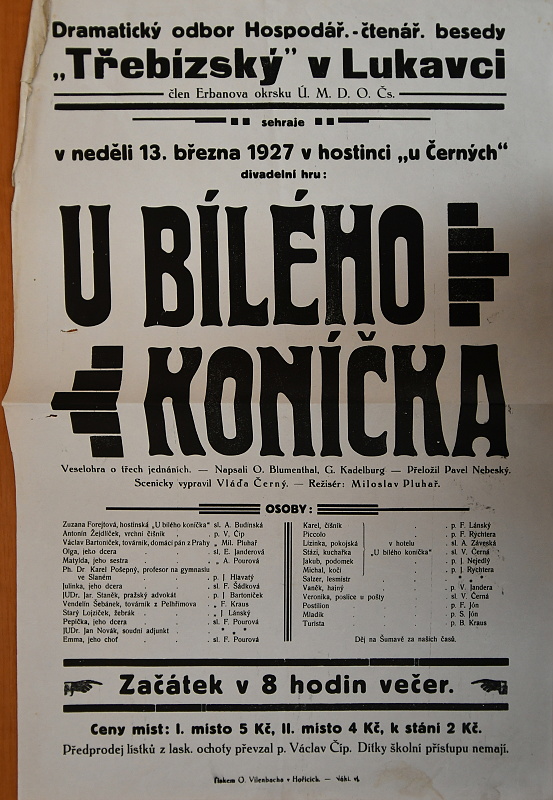 Dramatický odbor Hospodář.-čtenář. besedy
„Třebízský" v Lukavci
člen Erbanova okrsku Ú. M. D. O. Čs.
sehraje
v neděli 13. března 1927 v hostinci „u Černých"
divadelní hru:
U BÍLÉHO
KONÍČKA
Veselohra o třech jednáních. — Napsali O. Blumenthal, G. Kadelburg — Přeložil Pavel Nebeský.
Scenicky vypravil Vláďa Černý. — Režisér: Miloslav Pluhař.
OSOBY:
Zuzana Forejtová, hostinská „U bílého koníčka" sl. A. Budinská
Antonín Žejdlíček, vrchní číšník . . p. V. Číp
Václav Bartoníček, továrník, domácí pán z Prahy „ Mil. Pluhař
Olga, jeho dcera . . . sl. E. Janderová
Matylda, jeho sestra . . . „ A. Pourová
Ph. Dr Karel Pošepný, profesor na gymnasiu
ve Slaném . . . p. J Hlavatý
Julinka, jeho dcera . . . sl. F. Šádková
JUDr. Jar. Staněk, pražský advokát . p. J Bartoníček
Vendelín Šebánek, továrník z Pelhřimova . „ F. Kraus
Starý Lojzíček, žebrák . . . „ J Lánský
Pepička, jeho dcera . . . sl. F. Pourová
JUDr. Jan Novák, soudní adjunkt . . * * *
Emma, jeho choť . . . sl. F. Pourová
Karel, číšník . . . p. F. Lánský
Piccolo . . . p. F. Rychtera
Lizinka, pokojská v hotelu . sl. A. Záveská
Stázi, kuchařka „U bílého koníčka" sl. V. Černá
Jakub, podomek . . p. J Nejedlý
Michal, kočí . . p. J Rychtera
Salzer, lesmistr . . . * * *
Vaněk, hajný . . . p. V. Jandera
Veronika, poslice u pošty . . sl. V. Černá
Postilion . . . p. F. Jón
Mladík . . . p. S. Jón
Turista . . . p. B. Kraus
Děj na Šumavě za našich časů.
Začátek v 8 hodin večer.
Ceny míst: I. místo 5 Kč, II. místo 4 Kč, k stání 2 Kč.
Předprodej lístků z lask. ochoty převzal p. Václav Číp. Dítky školní přístupu nemají.
Tiskem O. Vilenbacha v Hořicích. — Nákl. vl.